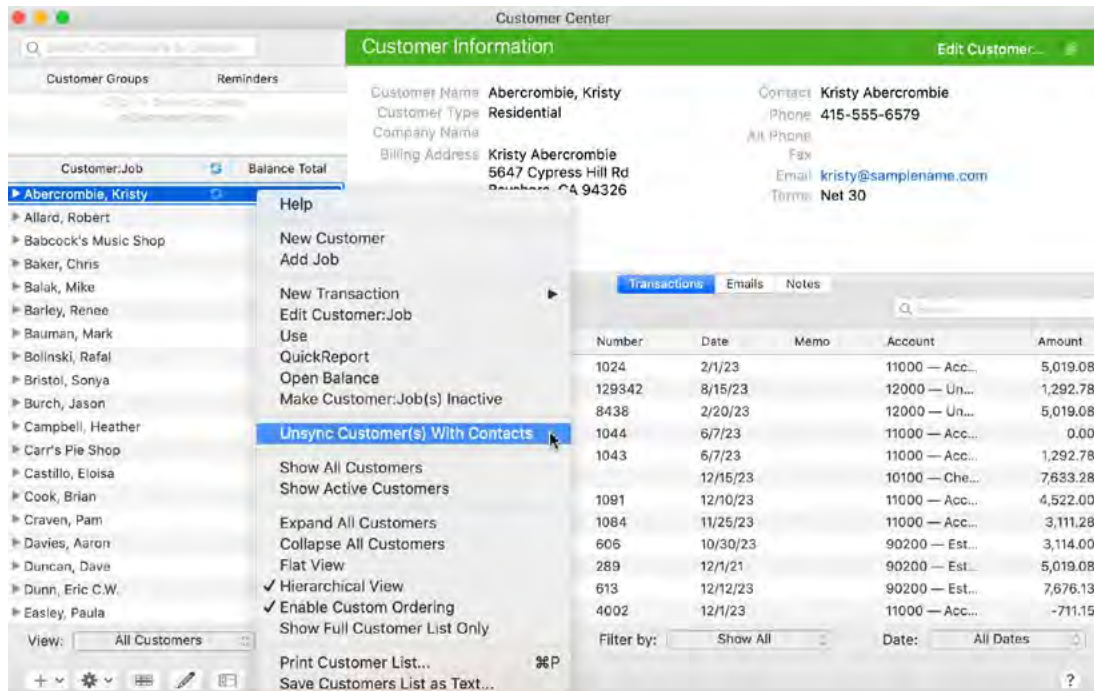 Customer Center
Customer Information
Edit Customer...
Customer Groups Reminders
Customer Name Abercrombie, Kristy
Customer Type Residential
Company Name
Billing Address Kristy Abercrombie
5647 Cypress Hill Rd
CA 94326
Contact Kristy Abercrombie
Phone 415-555-6579
Alt Phone
Fax
Email kristy@samplename.com
Terms Net 30
Customer:Job Balance Total
Abercrombie, Kristy
Allard, Robert
Babcock's Music Shop
Baker, Chris
Balak, Mike
Barley, Renee
Bauman, Mark
Bolinski, Rafal
Bristol, Sonya
Burch, Jason
Campbell, Heather
Carr's Pie Shop
Castillo, Eloisa
Cook, Brian
Craven, Pam
Davies, Aaron
Duncan, Dave
Dunn, Eric C.W.
Easley, Paula
View: All Customers
Help
New Customer
Add Job
New Transaction
Edit Customer:Job
Use
QuickReport
Open Balance
Make Customer:Job(s) Inactive
Unsync Customer(s) With Contacts
Show All Customers
Show Active Customers
Expand All Customers
Collapse All Customers
Flat View
✓ Hierarchical View
✓ Enable Custom Ordering
Show Full Customer List Only
Print Customer List... ⌘P
Save Customers List as Text...
Transactions Emails Notes
Number Date Memo Account Amount
1024 2/1/23 11000 — Acc... 5,019.08
129342 8/15/23 12000 — Un... 1,292.78
8438 2/20/23 12000 — Un... 5,019.08
1044 6/7/23 11000 — Acc... 0.00
1043 6/7/23 11000 — Acc... 1,292.78
12/15/23 10100 — Che... 7,633.28
1091 12/10/23 11000 — Acc... 4,522.00
1084 11/25/23 11000 — Acc... 3,111.28
606 10/30/23 90200 — Est... 3,114.00
289 12/1/21 90200 — Est... 5,019.08
613 12/12/23 90200 — Est... 7,676.13
4002 12/1/23 11000 — Acc... -711.15
Filter by: Show All Date: All Dates
?